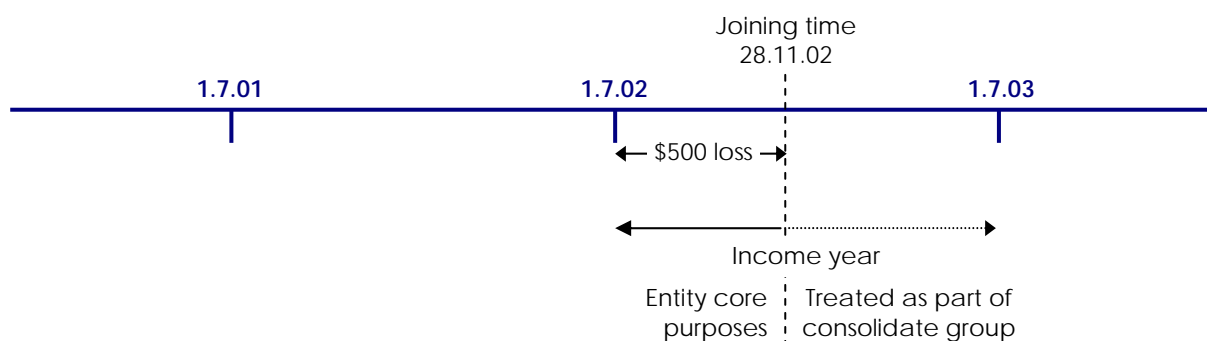 Joining time
28.11.02
1.7.01
1.7.02
1.7.03
$500 loss
Income year
Entity core
purposes
Treated as part of
consolidate group